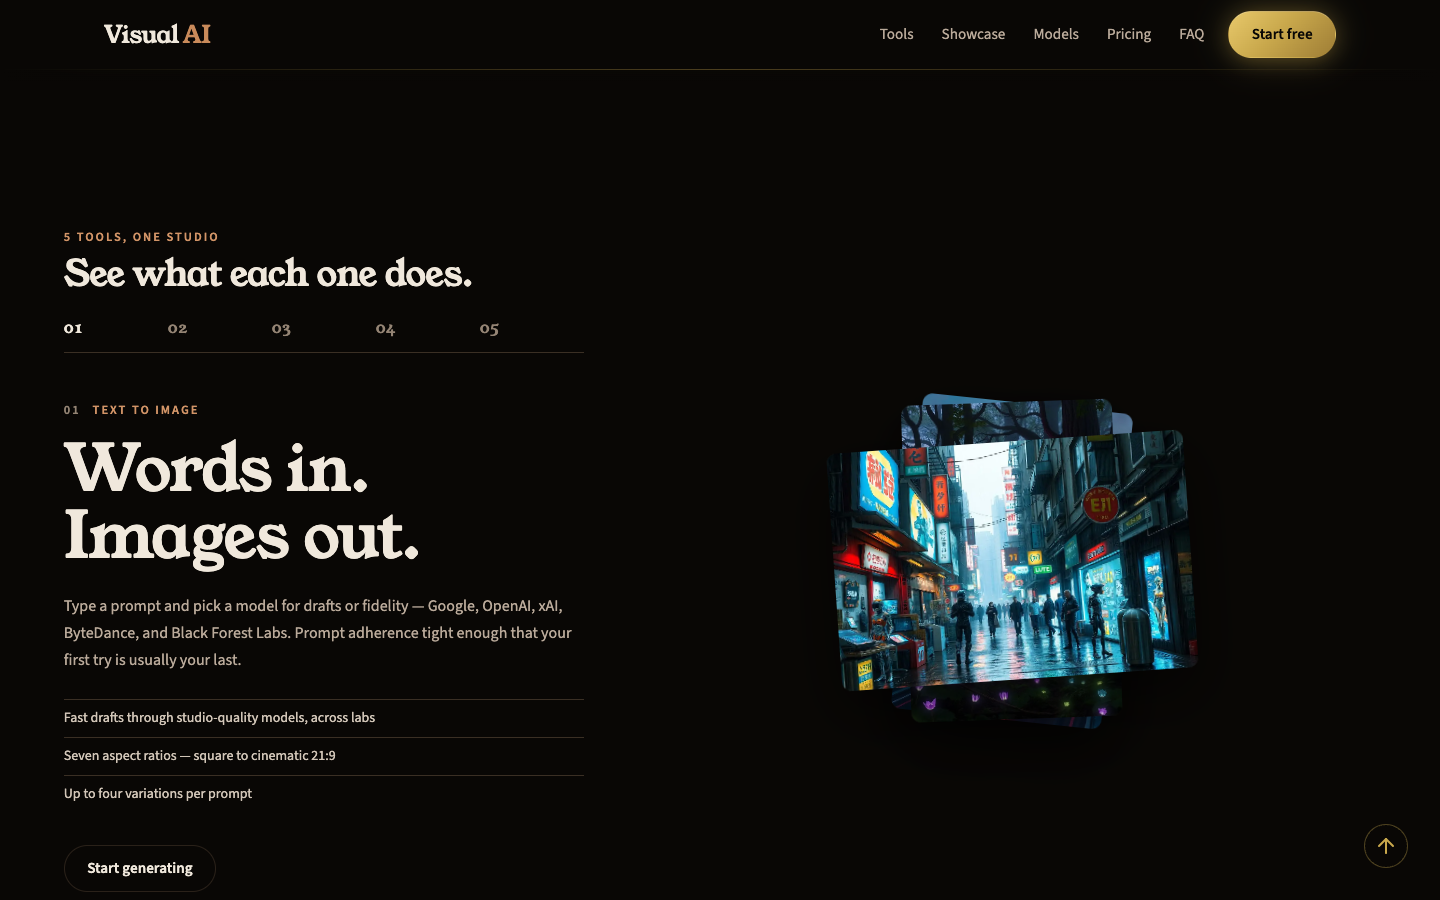 Visual AI
Tools
Showcase
Models
Pricing
FAQ
Start free
5 TOOLS, ONE STUDIO
See what each one does.
01
02
03
04
05
01 TEXT TO IMAGE
Words in.
Images out.
Type a prompt and pick a model for drafts or fidelity — Google, OpenAI, xAI,
ByteDance, and Black Forest Labs. Prompt adherence tight enough that your
first try is usually your last.
Fast drafts through studio-quality models, across labs
Seven aspect ratios — square to cinematic 21:9
Up to four variations per prompt
Start generating